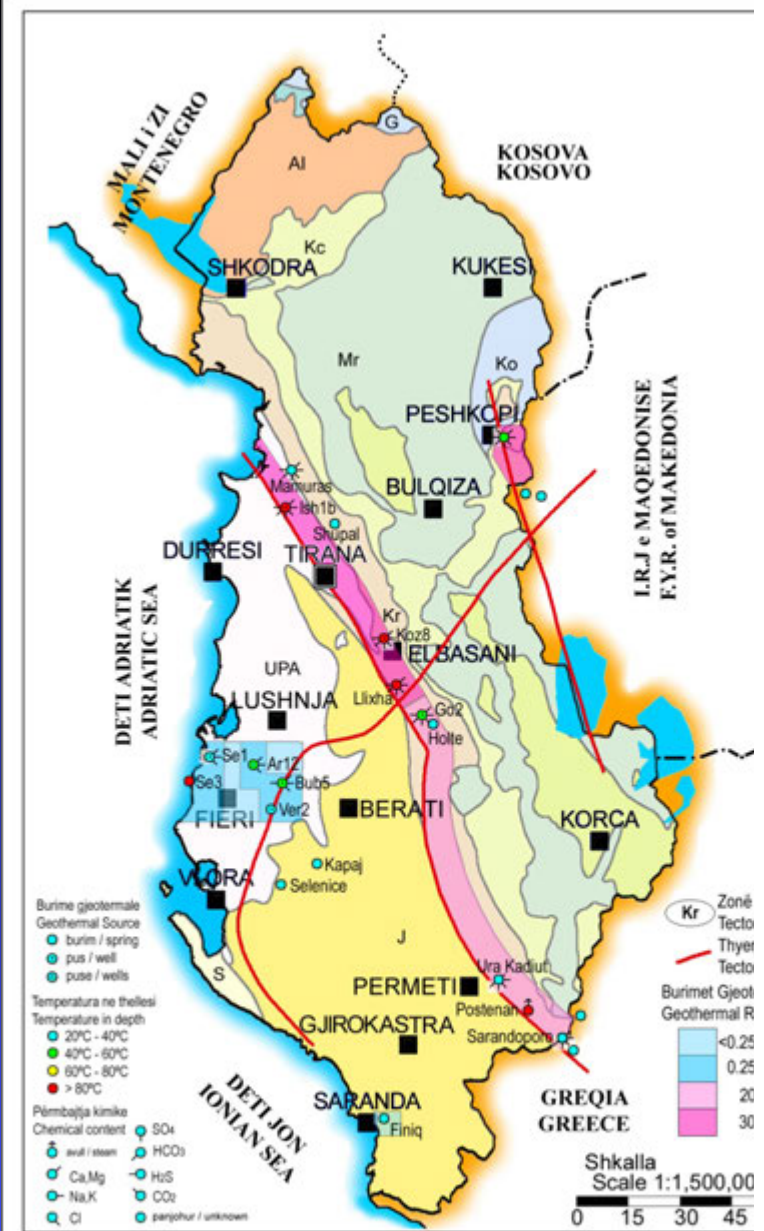 MALI i ZI
MONTENEGRO
KOSOVA
KOSOVO
G
Al
Kc
SHKODRA
KUKESI
Mr
Ko
PESHKOPI
I.R.J e MAQEDONISE
F.Y.R. of MAKEDONIA
Mamuras
Ish1b
Shupal
BULQIZA
DURRESI
TIRANA
DETI ADRIATIK
ADRIATIC SEA
Kr
Koz8
ELBASANI
UPA
Llixha
LUSHNJA
Go2
Holte
Se1
Ar12
Se3
Bub5
FIERI
Ver2
BERATI
KORCA
Kapaj
Selenice
VLORA
S
J
Ura Kadiut
PERMETI
Postenan
GJIROKASTRA
Sarandoporo
DETI JON
IONIAN SEA
SARANDA
Finiq
GREQIA
GREECE
Burime gjeotermale
Geothermal Source
burim / spring
pus / well
puse / wells
Temperatura ne thellesi
Temperature in depth
20ºC - 40ºC
40ºC - 60ºC
60ºC - 80ºC
> 80ºC
Përmbajtja kimike
Chemical content
avull / steam
Ca,Mg
Na,K
Cl
SO4
HCO3
H2S
CO2
panjohur / unknown
Kr
Zonë
Tecto
Thyer
Tecto
Burimet Gjeot
Geothermal R
<0.25
0.25
20
30
Shkalla
Scale 1:1,500,00
0 15 30 45